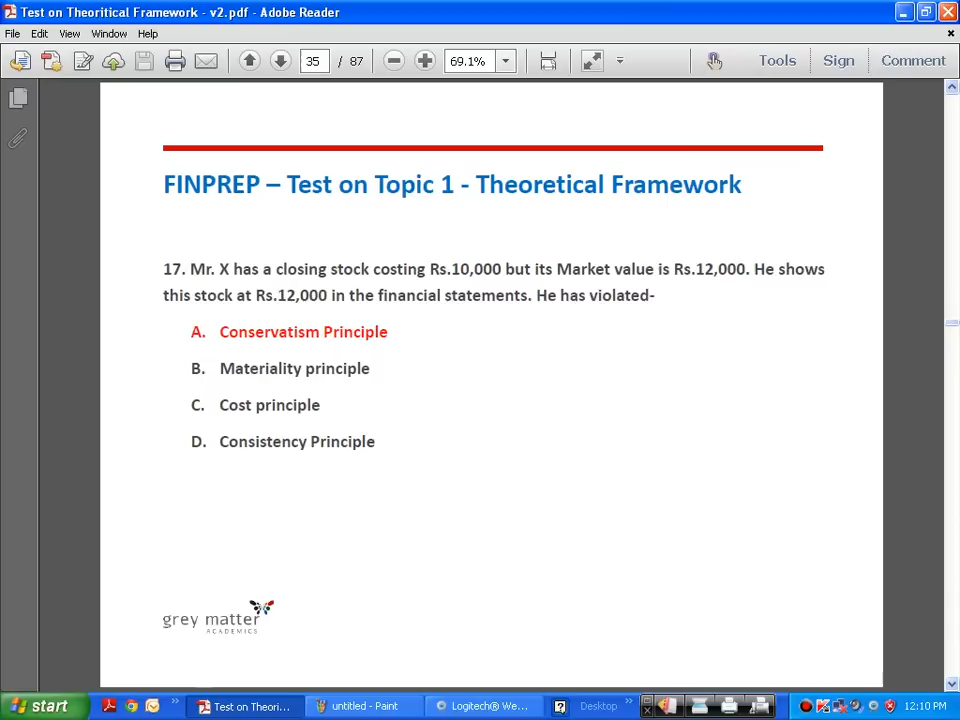 Test on Theoritical Framework - v2.pdf - Adobe Reader
File Edit View Window Help
35 / 87 69.1% Tools Sign Comment
FINPREP – Test on Topic 1 - Theoretical Framework
17. Mr. X has a closing stock costing Rs.10,000 but its Market value is Rs.12,000. He shows
this stock at Rs.12,000 in the financial statements. He has violated-
A. Conservatism Principle
B. Materiality principle
C. Cost principle
D. Consistency Principle
grey matter
ACADEMICS
start Test on Theori... untitled - Paint Logitech® We... Desktop 12:10 PM